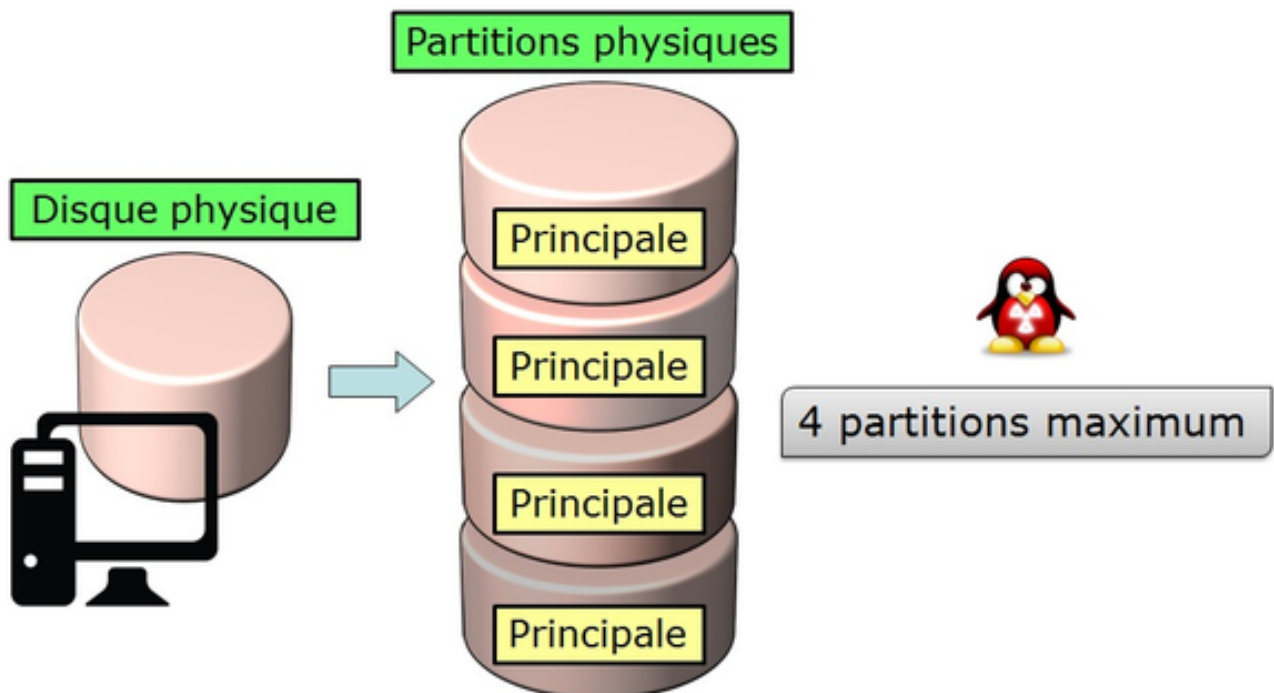 Partitions physiques
Disque physique
Principale
Principale
4 partitions maximum
Principale
Principale